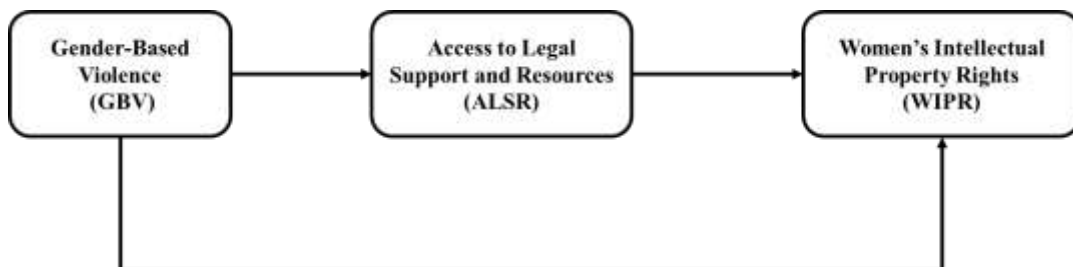 Gender-Based
Violence
(GBV)
Access to Legal
Support and Resources
(ALSR)
Women’s Intellectual
Property Rights
(WIPR)